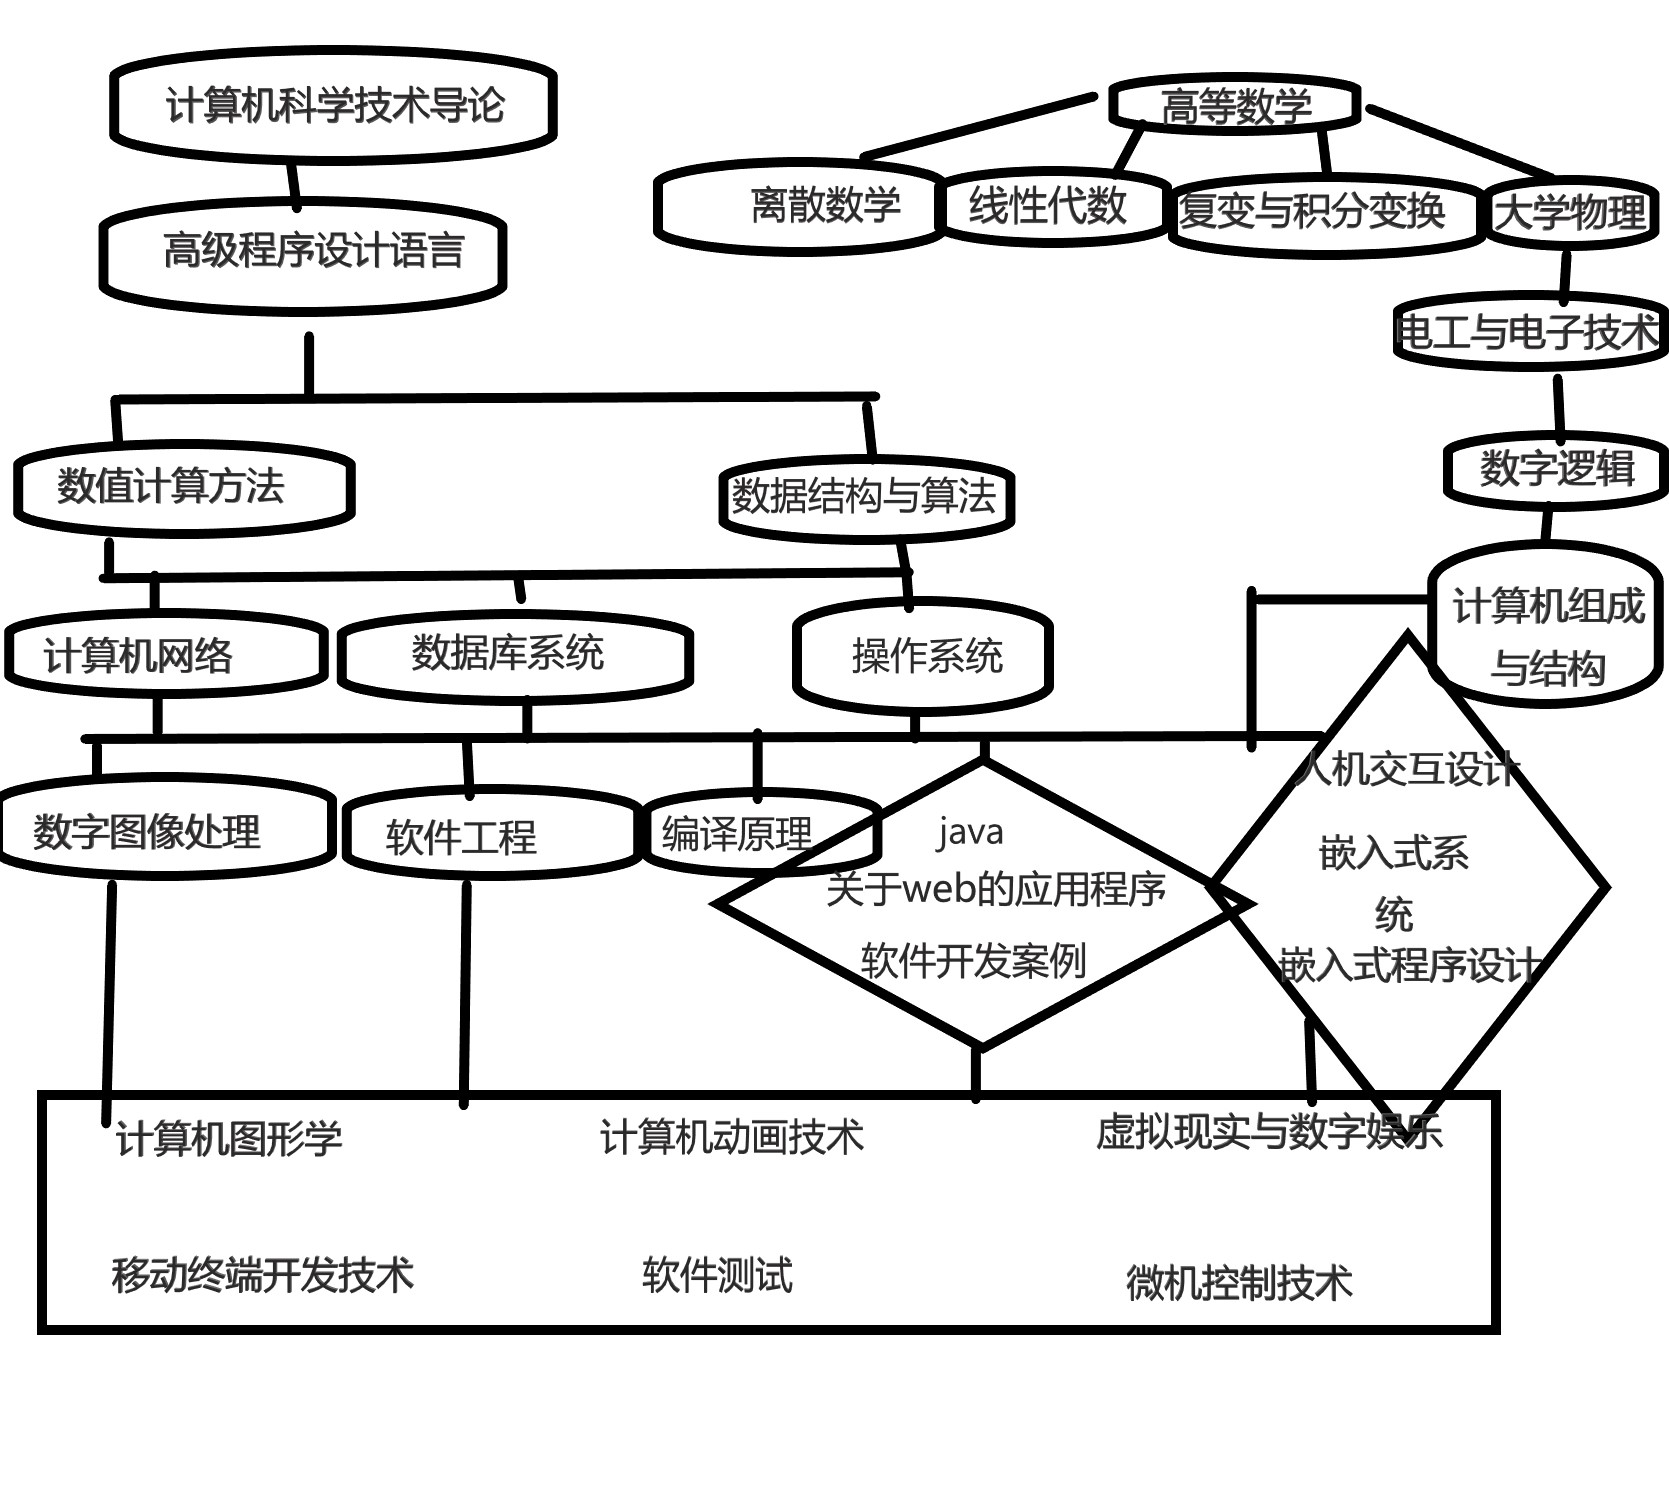 计算机科学技术导论
高等数学
高级程序设计语言
离散数学
线性代数
复变与积分变换
大学物理
电工与电子技术
数值计算方法
数据结构与算法
数字逻辑
计算机网络
数据库系统
操作系统
计算机组成
与结构
数字图像处理
软件工程
编译原理
java
关于web的应用程序
软件开发案例
人机交互设计
嵌入式系
统
嵌入式程序设计
计算机图形学
计算机动画技术
虚拟现实与数字娱乐
移动终端开发技术
软件测试
微机控制技术